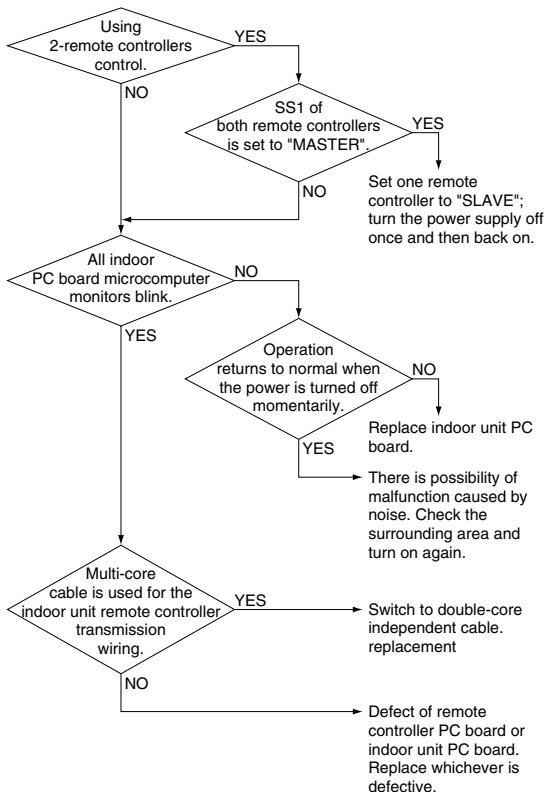 Using
2-remote controllers
control.
YES
NO
SS1 of
both remote controllers
is set to "MASTER".
YES
NO
Set one remote
controller to "SLAVE";
turn the power supply off
once and then back on.
All indoor
PC board microcomputer
monitors blink.
NO
YES
Operation
returns to normal when
the power is turned off
momentarily.
NO
YES
Replace indoor unit PC
board.
There is possibility of
malfunction caused by
noise. Check the
surrounding area and
turn on again.
Multi-core
cable is used for the
indoor unit remote controller
transmission
wiring.
YES
NO
Switch to double-core
independent cable.
replacement
Defect of remote
controller PC board or
indoor unit PC board.
Replace whichever is
defective.